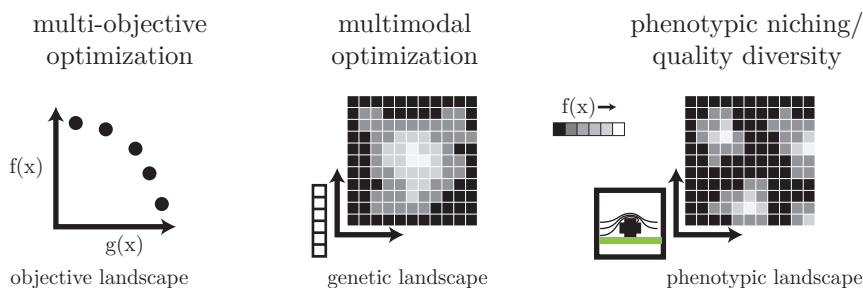 multi-objective
optimization
multimodal
optimization
phenotypic niching/
quality diversity
f(x)
g(x)
f(x)
objective landscape
genetic landscape
phenotypic landscape